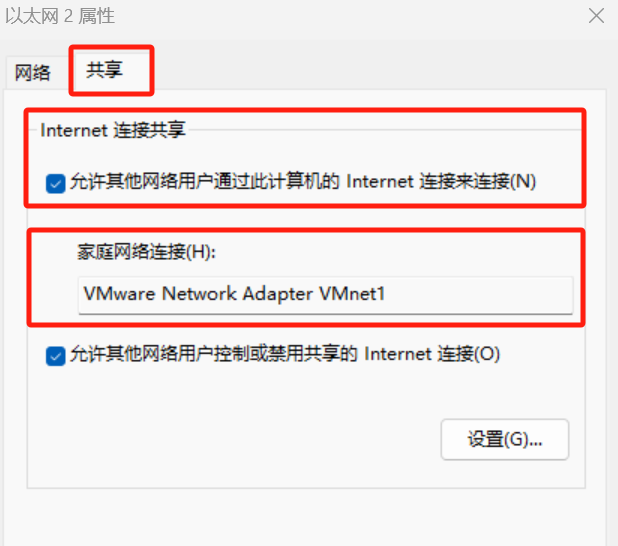 以太网 2 属性
网络
共享
Internet 连接共享
允许其他网络用户通过此计算机的 Internet 连接来连接(N)
家庭网络连接(H):
VMware Network Adapter VMnet1
允许其他网络用户控制或禁用共享的 Internet 连接(O)
设置(G)...